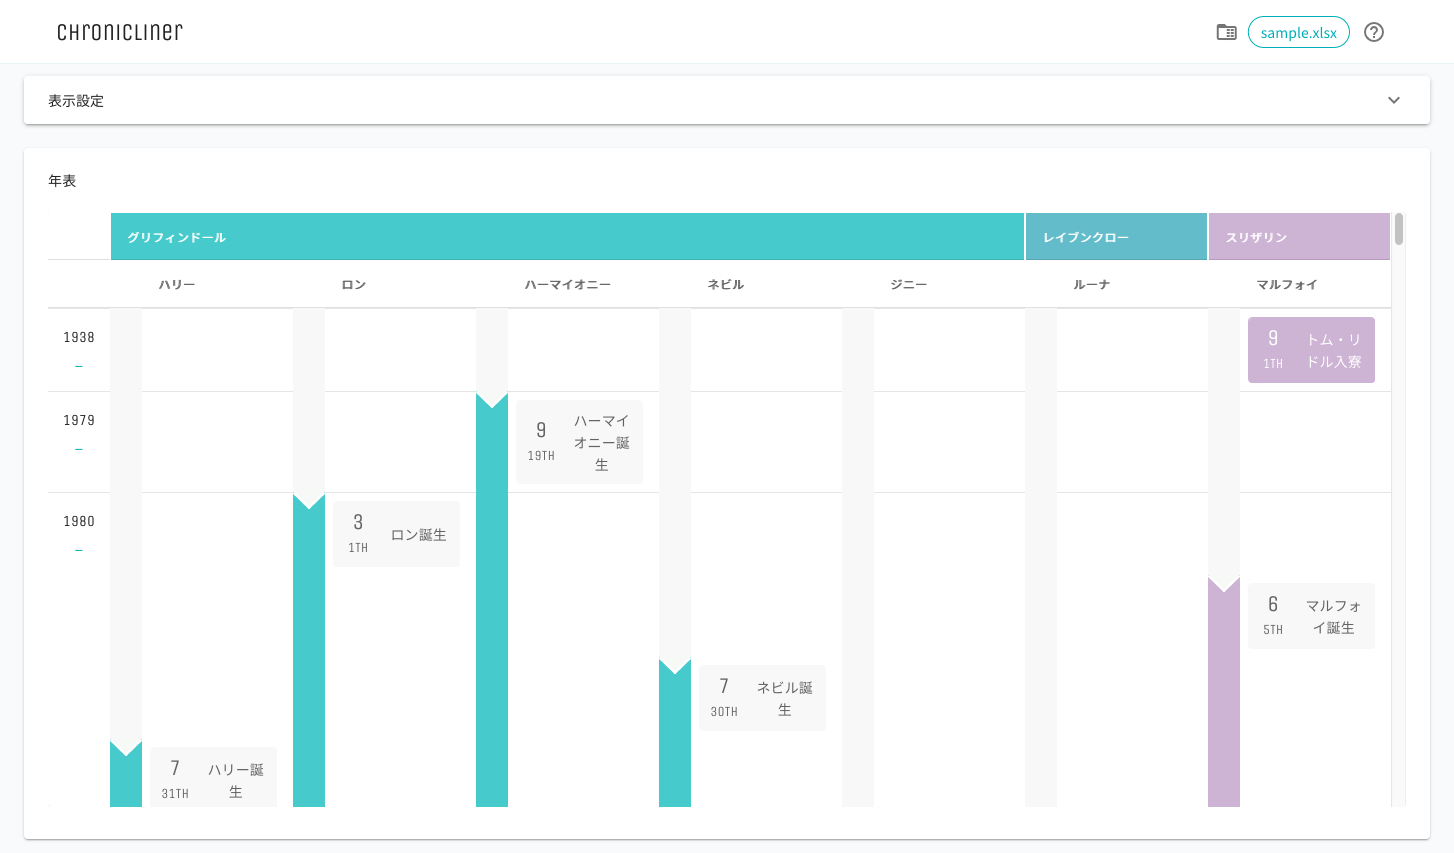 CHRONICLINER
sample.xlsx
表示設定
年表
グリフィンドール
レイブンクロー
スリザリン
ハリー
ロン
ハーマイオニー
ネビル
ジニー
ルーナ
マルフォイ
1938
9
1TH
トム・リ
ドル入寮
1979
9
19TH
ハーマイ
オニー誕
生
1980
3
1TH
ロン誕生
6
5TH
マルフォ
イ誕生
7
30TH
ネビル誕
生
7
31TH
ハリー誕
生